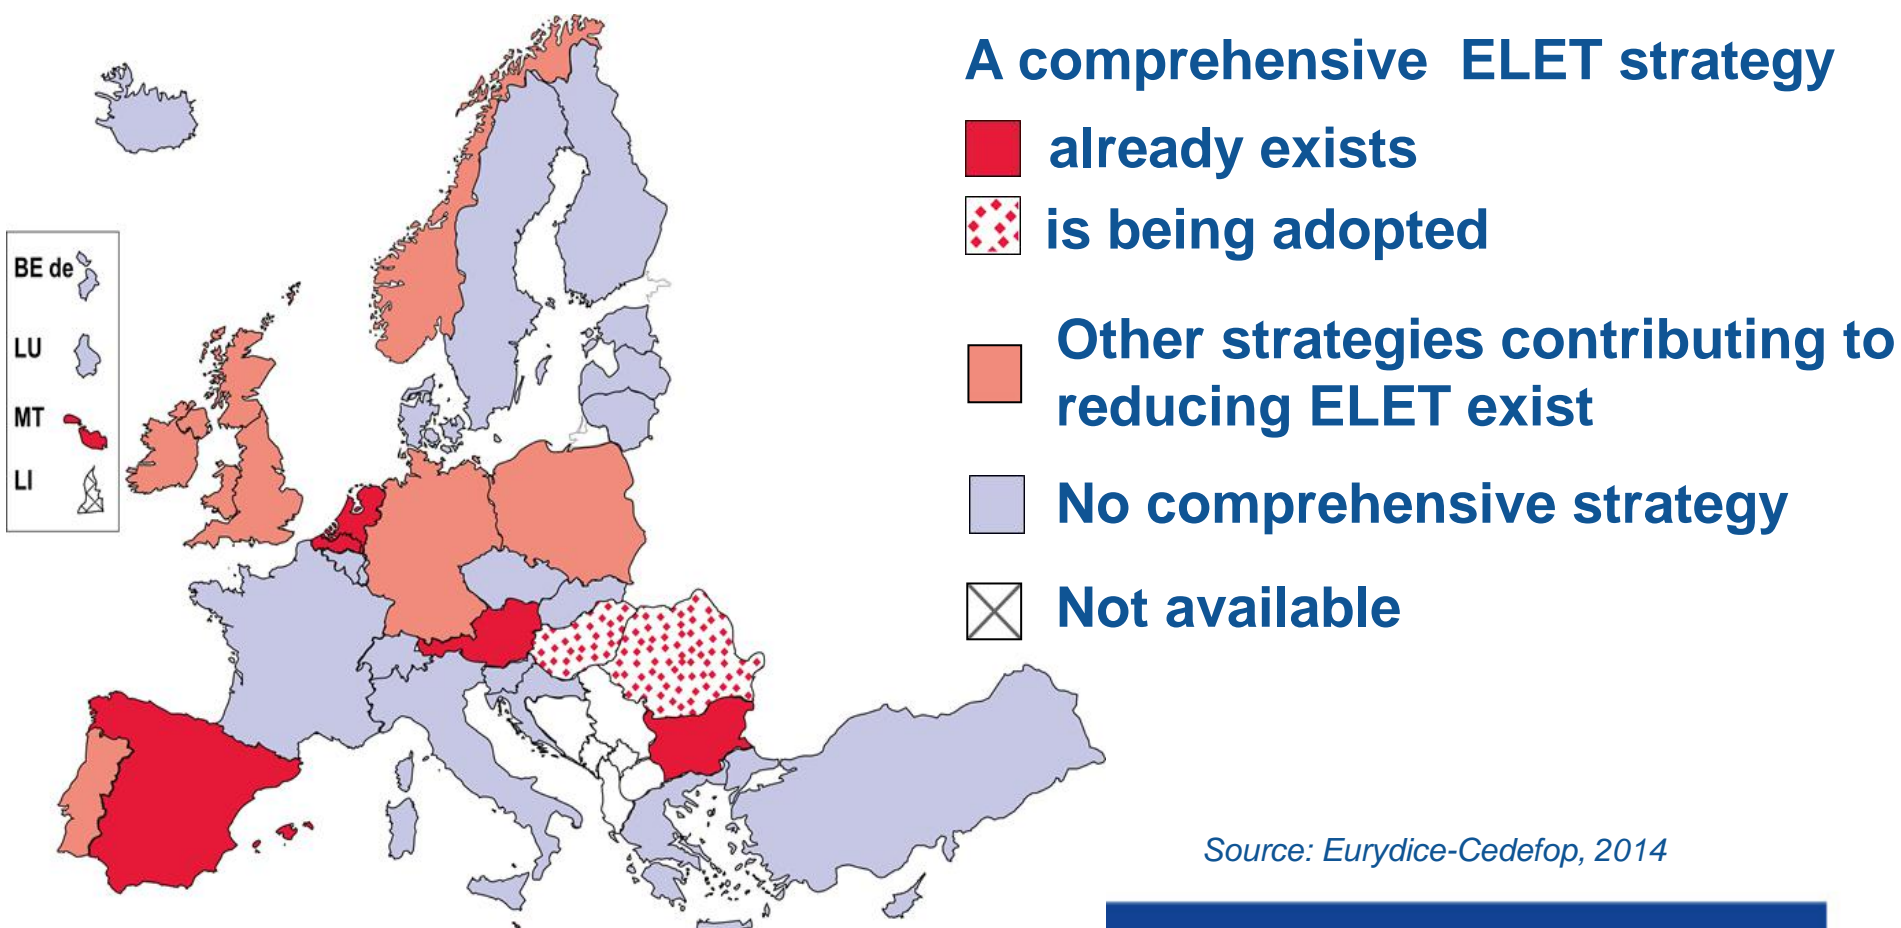 A comprehensive ELET strategy
already exists
is being adopted
Other strategies contributing to
reducing ELET exist
No comprehensive strategy
Not available
BE de
LU
MT
LI
Source: Eurydice-Cedefop, 2014